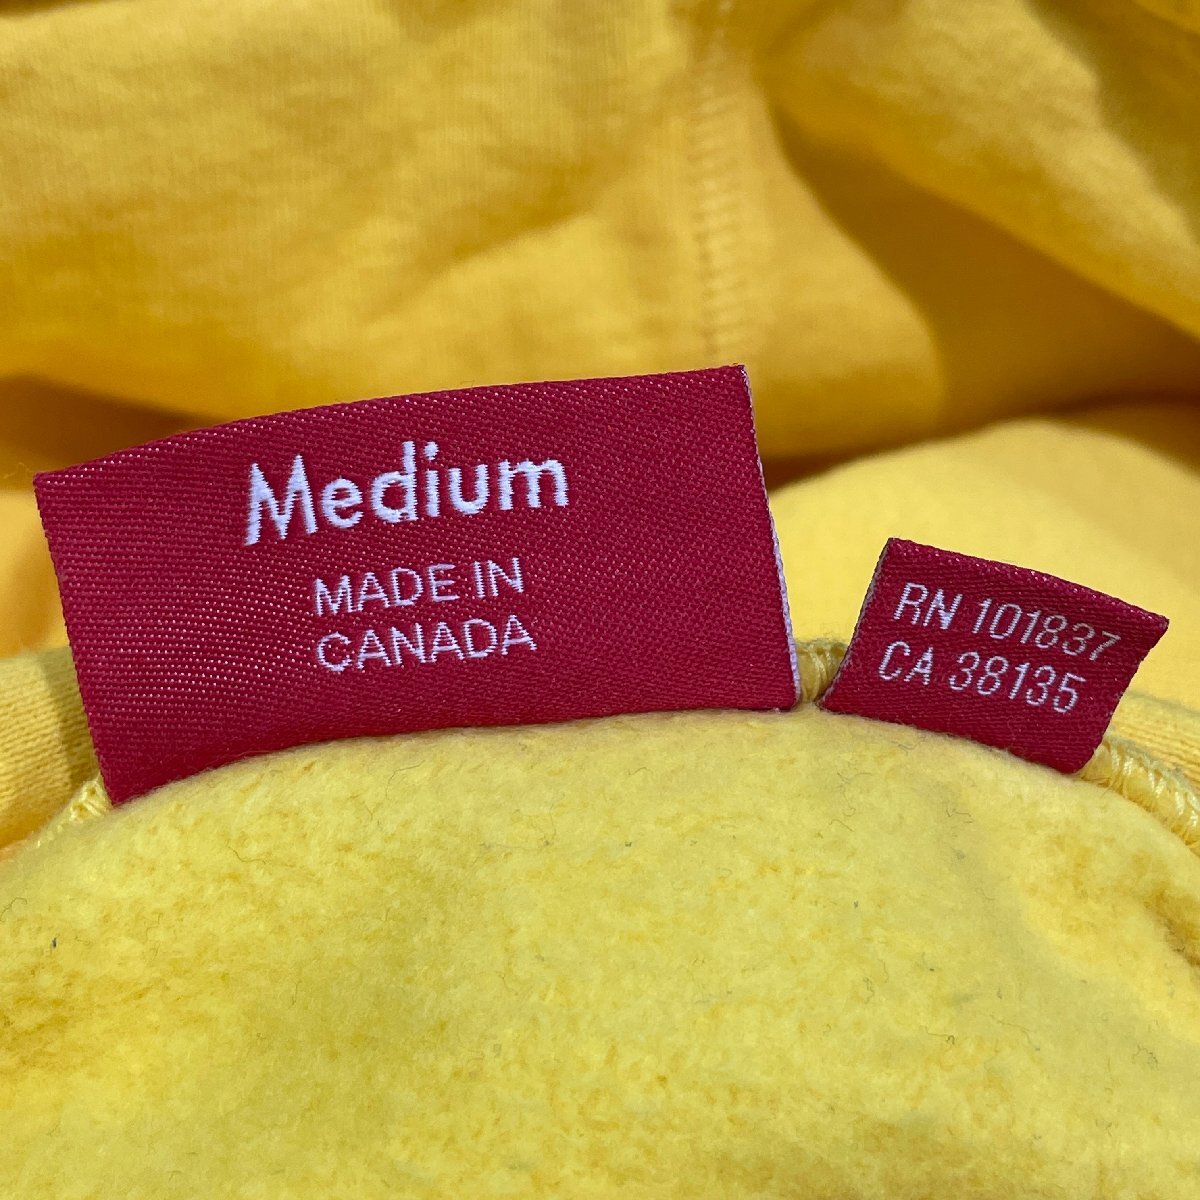 Medium
MADE IN
CANADA
RN 101837
CA 38135